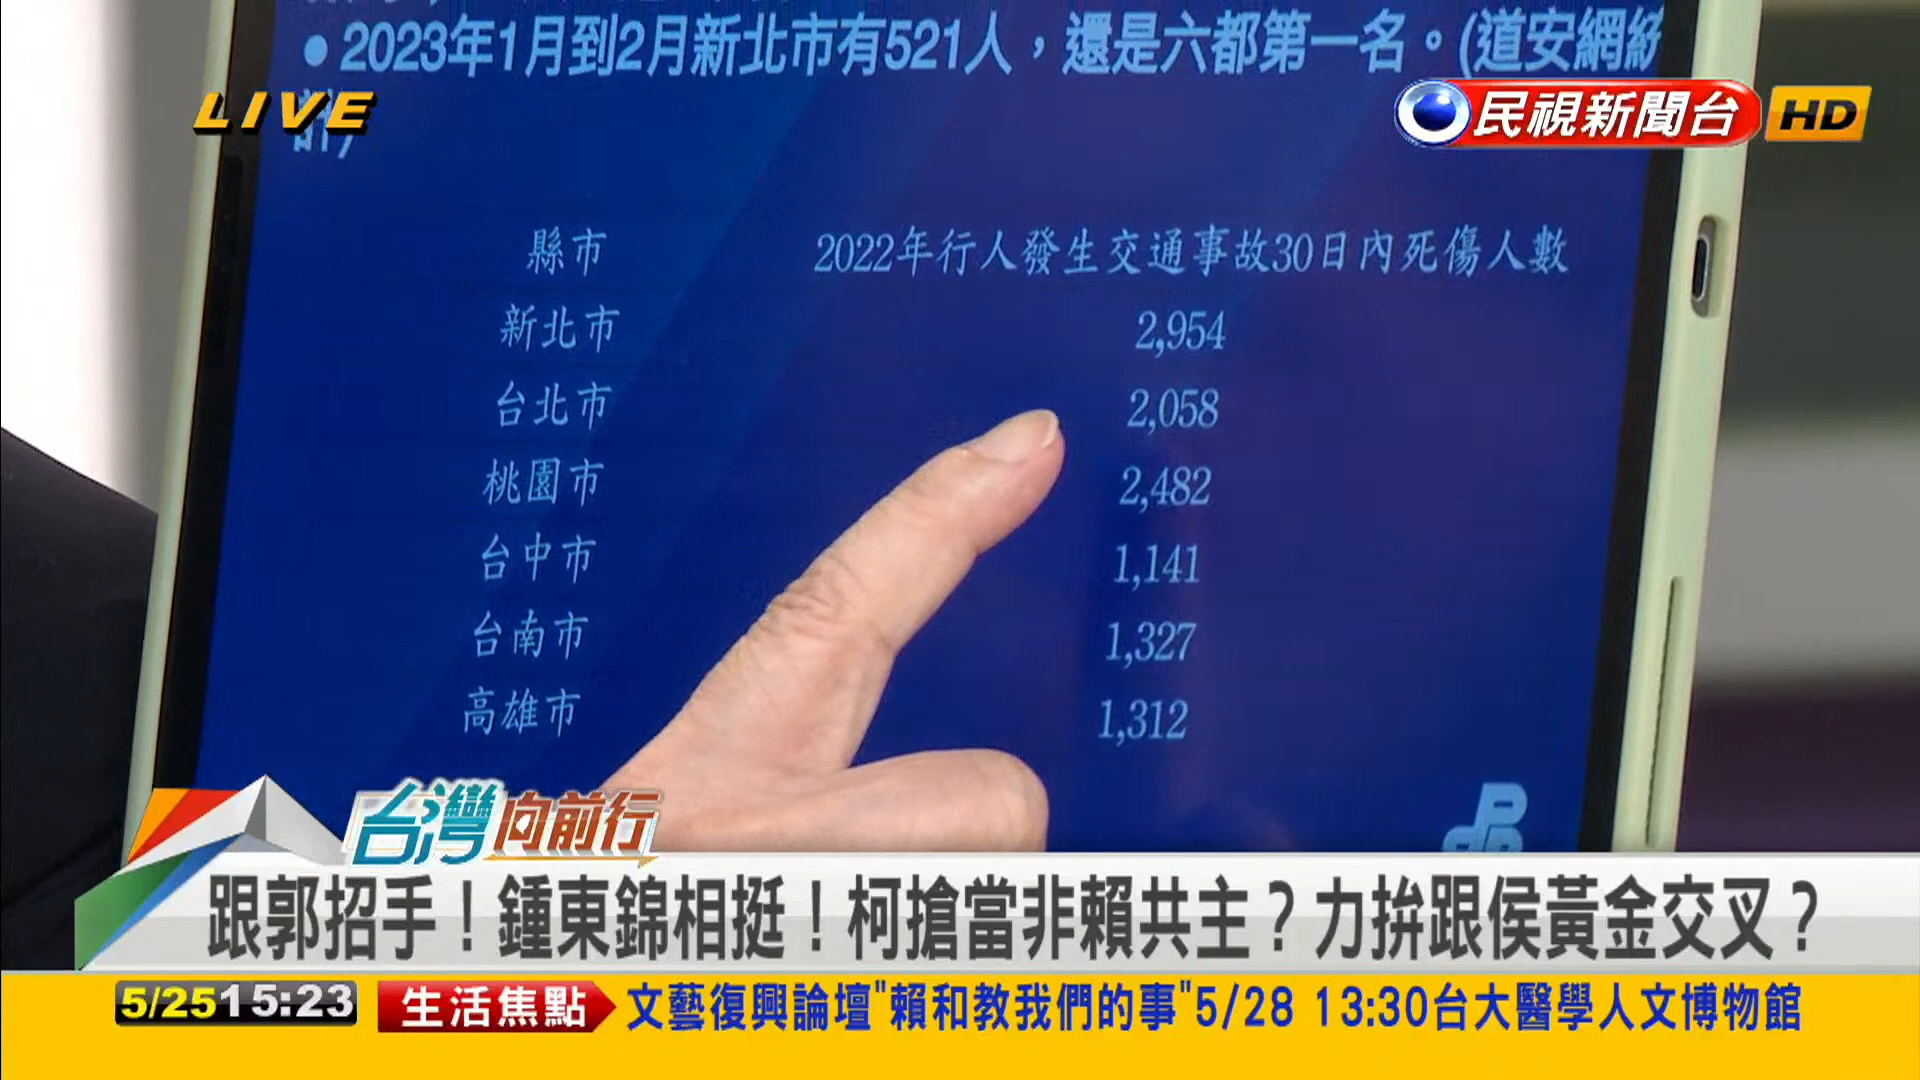 ●2023年1月到2月新北市有521人，還是六都第一名。(道安網統
計)
LIVE
民視新聞台 HD
縣市 2022年行人發生交通事故30日內死傷人數
新北市 2,954
台北市 2,058
桃園市 2,482
台中市 1,141
台南市 1,327
高雄市 1,312
台灣向前行
跟郭招手！鍾東錦相挺！柯搶當非賴共主？力拚跟侯黃金交叉？
5/25 15:23 生活焦點 文藝復興論壇"賴和教我們的事"5/28 13:30台大醫學人文博物館